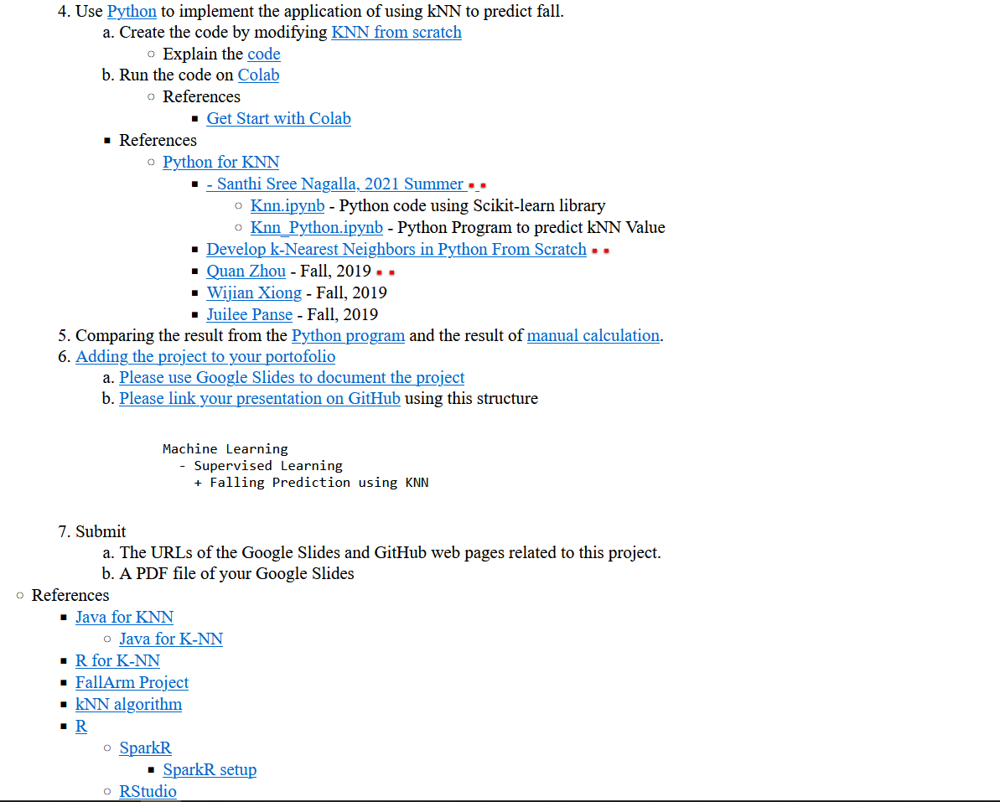 4. Use Python to implement the application of using kNN to predict fall.
a. Create the code by modifying KNN from scratch
Explain the code
b. Run the code on Colab
References
Get Start with Colab
References
Python for KNN
- Santhi Sree Nagalla, 2021 Summer
Knn.ipynb - Python code using Scikit-learn library
Knn_Python.ipynb - Python Program to predict kNN Value
Develop k-Nearest Neighbors in Python From Scratch
Quan Zhou - Fall, 2019
Wijian Xiong - Fall, 2019
Juilee Panse - Fall, 2019
5. Comparing the result from the Python program and the result of manual calculation.
6. Adding the project to your portofolio
a. Please use Google Slides to document the project
b. Please link your presentation on GitHub using this structure
Machine Learning
- Supervised Learning
+ Falling Prediction using KNN
7. Submit
a. The URLs of the Google Slides and GitHub web pages related to this project.
b. A PDF file of your Google Slides
References
Java for KNN
Java for K-NN
R for K-NN
FallArm Project
kNN algorithm
R
SparkR
SparkR setup
RStudio